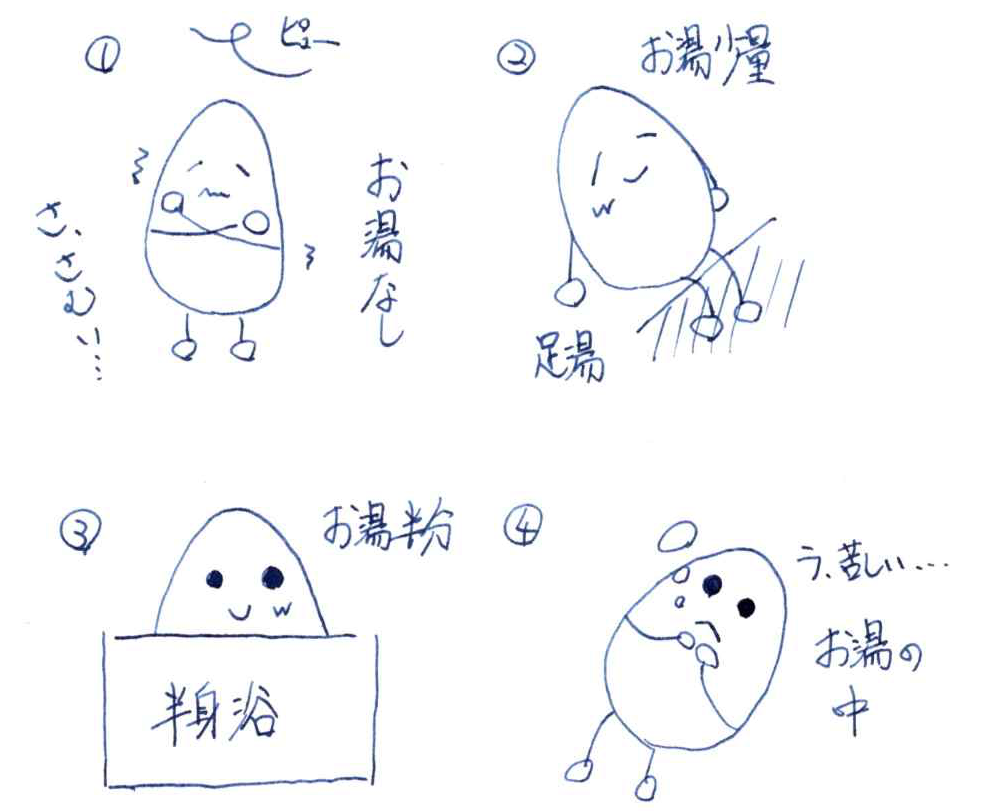 ①
ピュー
さ、さむい…
お湯なし
②
お湯少量
足湯
③
お湯半分
半身浴
④
う、苦しい…
お湯の
中